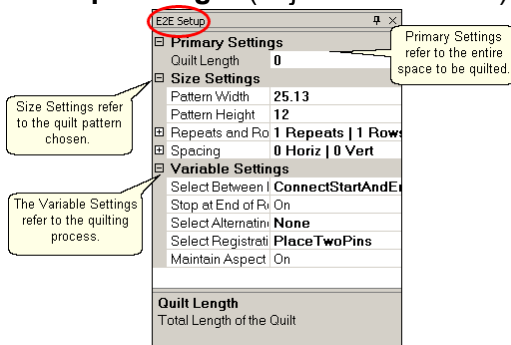 E2E Setup
Primary Settings
Quilt Length 0
Size Settings
Pattern Width 25.13
Pattern Height 12
Repeats and Ro 1 Repeats | 1 Rows
Spacing 0 Horiz | 0 Vert
Variable Settings
Select Between ConnectStartAndEn
Stop at End of R On
Select Alternatin None
Select Registrati PlaceTwoPins
Maintain Aspect On
Quilt Length
Total Length of the Quilt
Primary Settings
refer to the entire
space to be quilted.
Size Settings refer
to the quilt pattern
chosen.
The Variable Settings
refer to the quilting
process.